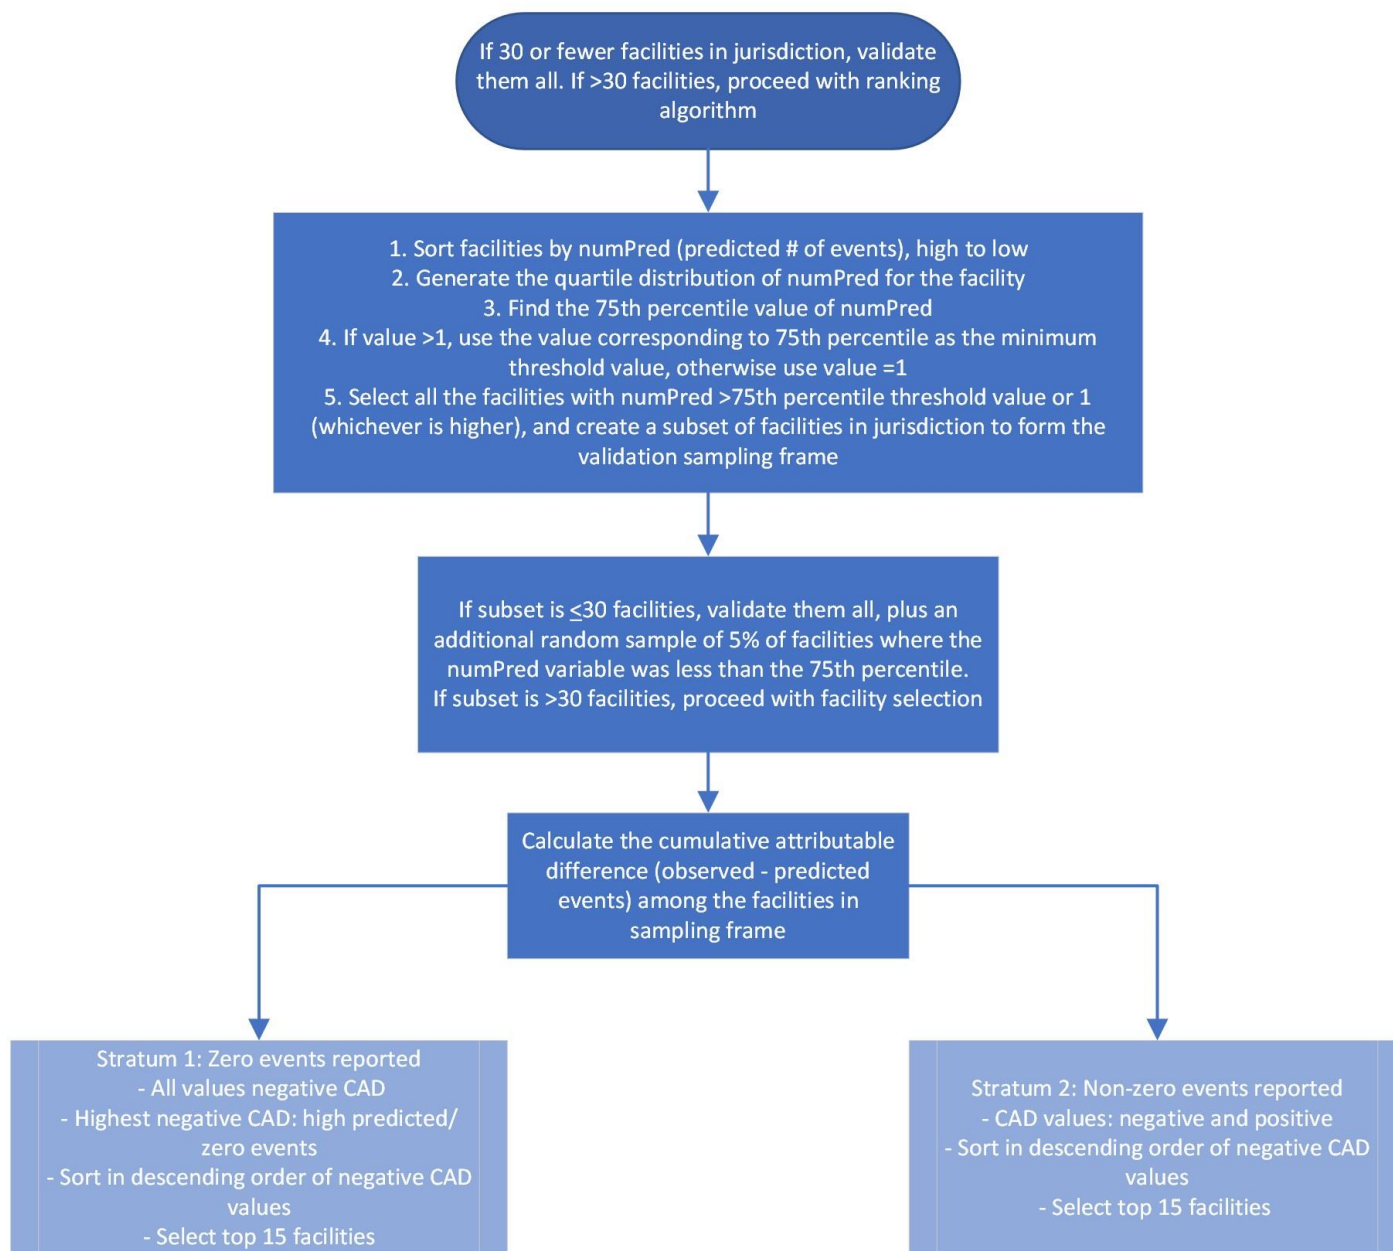 If 30 or fewer facilities in jurisdiction, validate
them all. If >30 facilities, proceed with ranking
algorithm
1. Sort facilities by numPred (predicted # of events), high to low
2. Generate the quartile distribution of numPred for the facility
3. Find the 75th percentile value of numPred
4. If value >1, use the value corresponding to 75th percentile as the minimum
threshold value, otherwise use value =1
5. Select all the facilities with numPred >75th percentile threshold value or 1
(whichever is higher), and create a subset of facilities in jurisdiction to form the
validation sampling frame
If subset is ≤30 facilities, validate them all, plus an
additional random sample of 5% of facilities where the
numPred variable was less than the 75th percentile.
If subset is >30 facilities, proceed with facility selection
Calculate the cumulative attributable
difference (observed - predicted
events) among the facilities in
sampling frame
Stratum 1: Zero events reported
- All values negative CAD
- Highest negative CAD: high predicted/
zero events
- Sort in descending order of negative CAD
values
- Select top 15 facilities
Stratum 2: Non-zero events reported
- CAD values: negative and positive
- Sort in descending order of negative CAD
values
- Select top 15 facilities